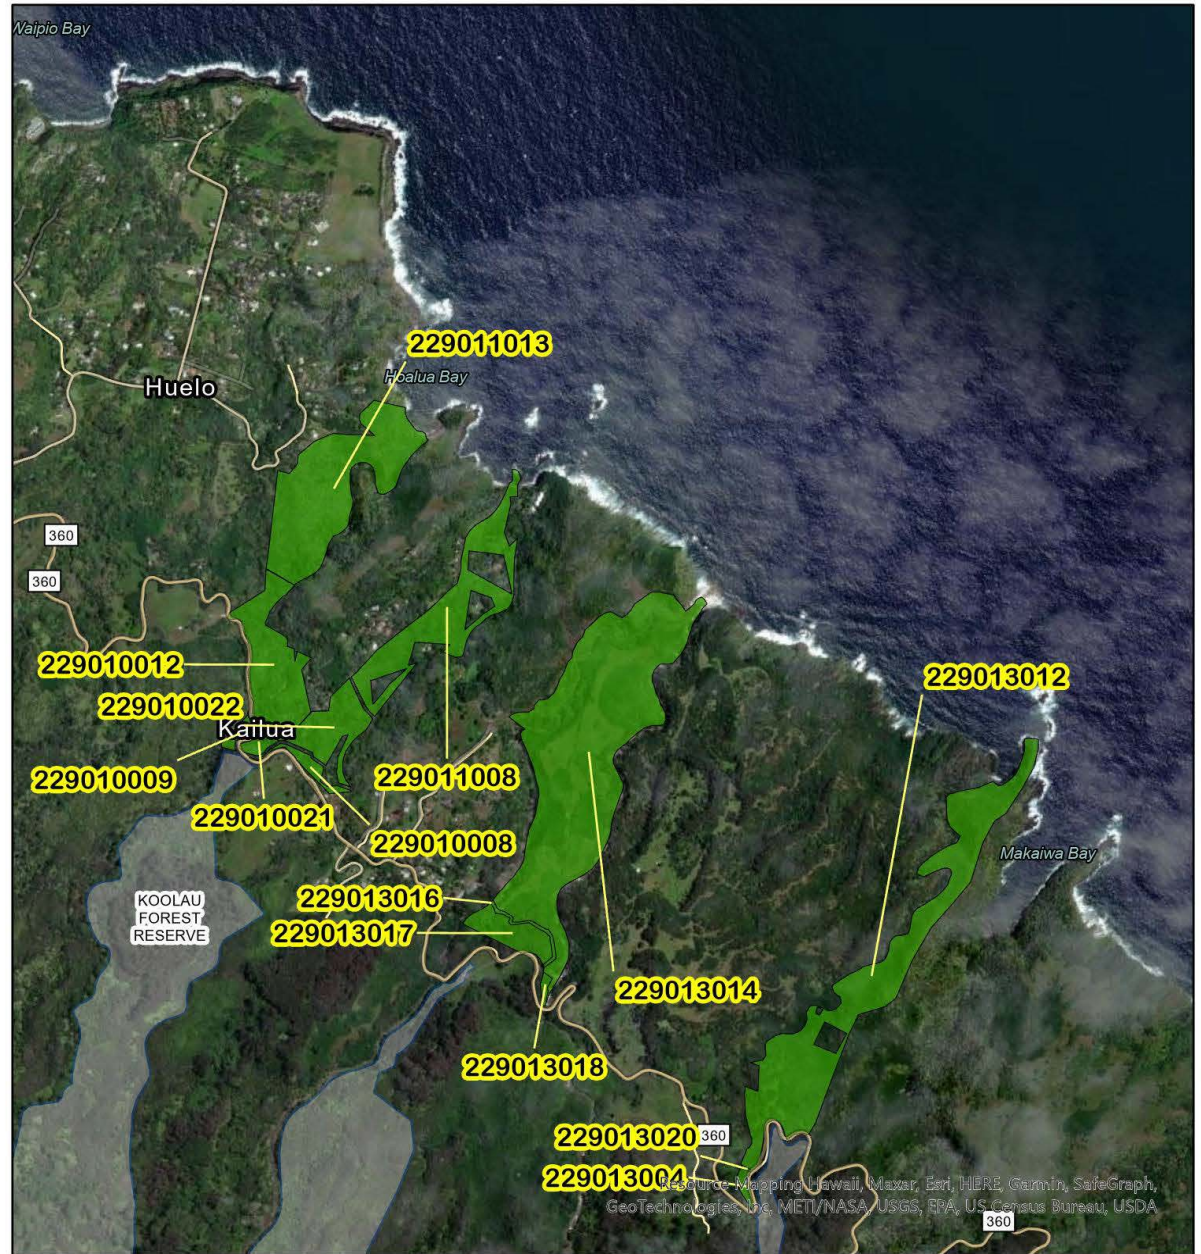 Waipio Bay
229011013
Hoalua Bay
Huelo
360
360
229010012
229013012
229010022
Kailua
229010009
229011008
229010021
229010008
Makaiwa Bay
229013016
KOOLAU
FOREST
RESERVE
229013017
229013014
229013018
229013020
360
229013004
Resource Mapping Hawaii, Maxar, Esri, HERE, Garmin, SafeGraph,
GeoTechnologies, Inc, METI/NASA, USGS, EPA, US Census Bureau, USDA
360